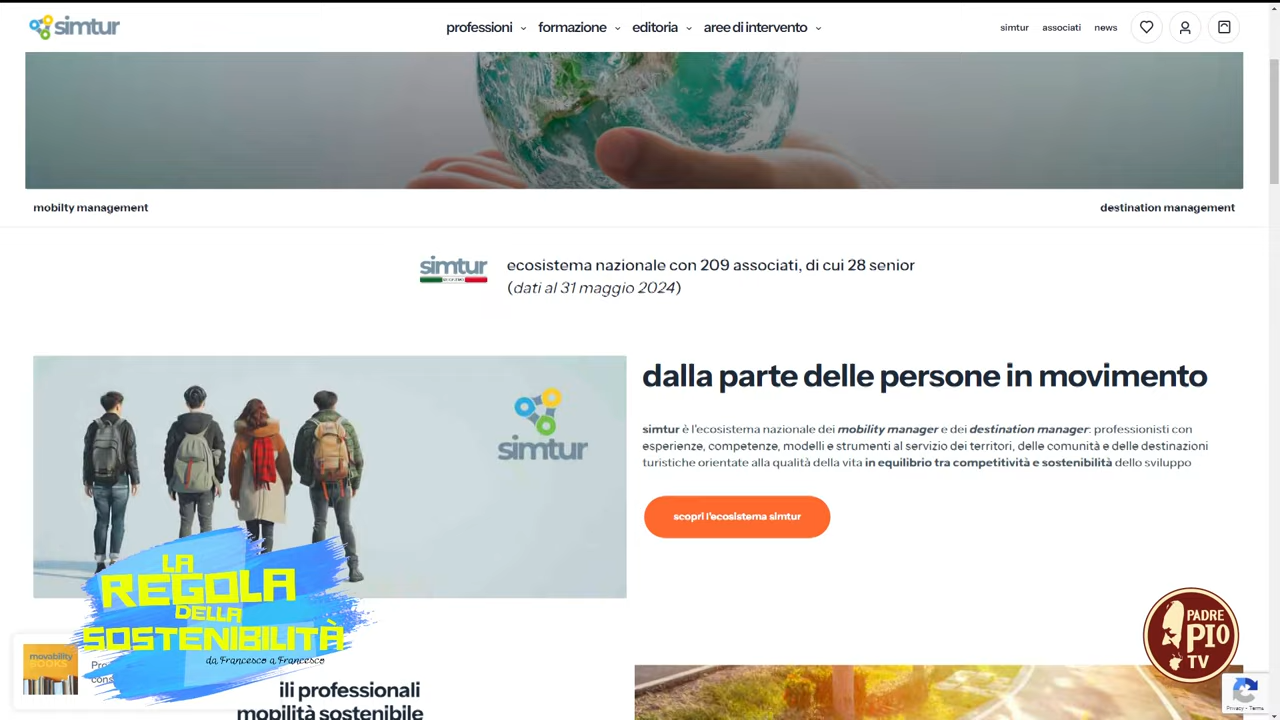 simtur
professioni
formazione
editoria
aree di intervento
simtur
associati
news
mobilty management
destination management
simtur
ecosistema nazionale con 209 associati, di cui 28 senior
(dati al 31 maggio 2024)
simtur
dalla parte delle persone in movimento
simtur è l'ecosistema nazionale dei mobility manager e dei destination manager: professionisti con
esperienze, competenze, modelli e strumenti al servizio dei territori, delle comunità e delle destinazioni
turistiche orientate alla qualità della vita in equilibrio tra competitività e sostenibilità dello sviluppo
scopri l'ecosistema simtur
LA
REGOLA
DELLA
SOSTENIBILITÀ
da Francesco a Francesco
movability
BOOKS
PADRE
PIO
TV
ili professionali
mobilità sostenibile
Privacy - Terms